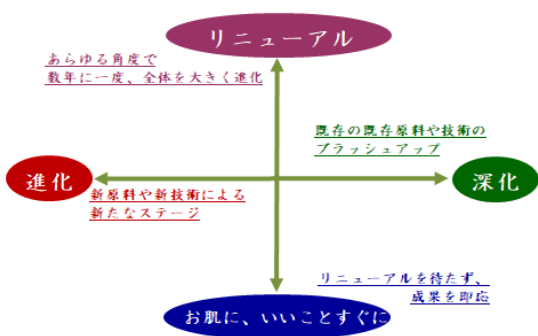 リニューアル
あらゆる角度で
数年に一度、全体を大きく進化
既存の既存原料や技術の
ブラッシュアップ
進化
深化
新原料や新技術による
新たなステージ
リニューアルを待たず、
成果を即応
お肌に、いいことすぐに